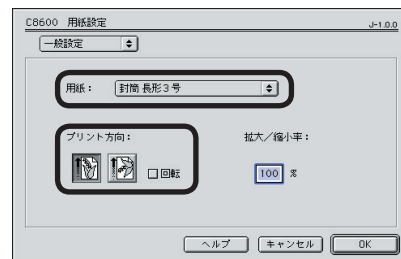 C8600 用紙設定
J-1.0.0
一般設定
用紙： 封筒 長形３号
プリント方向： 拡大／縮小率：
回転 100 %
ヘルプ キャンセル OK